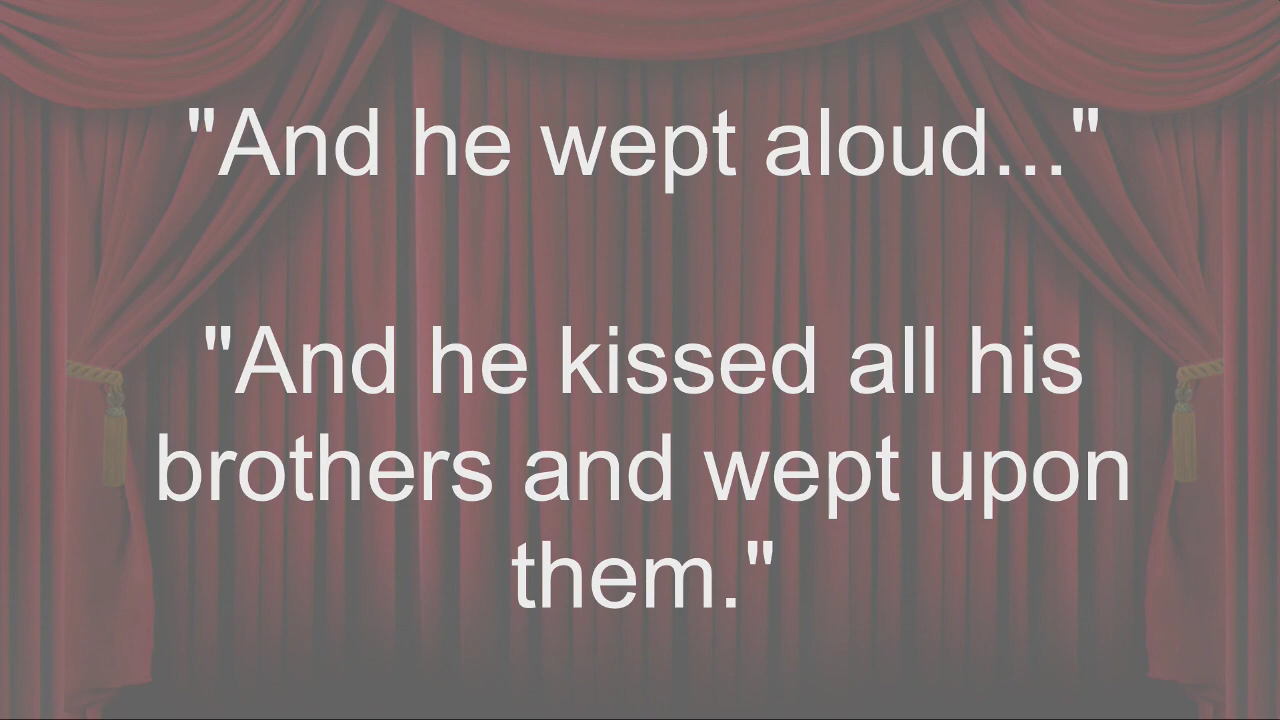 "And he wept aloud..."
"And he kissed all his
brothers and wept upon
them."